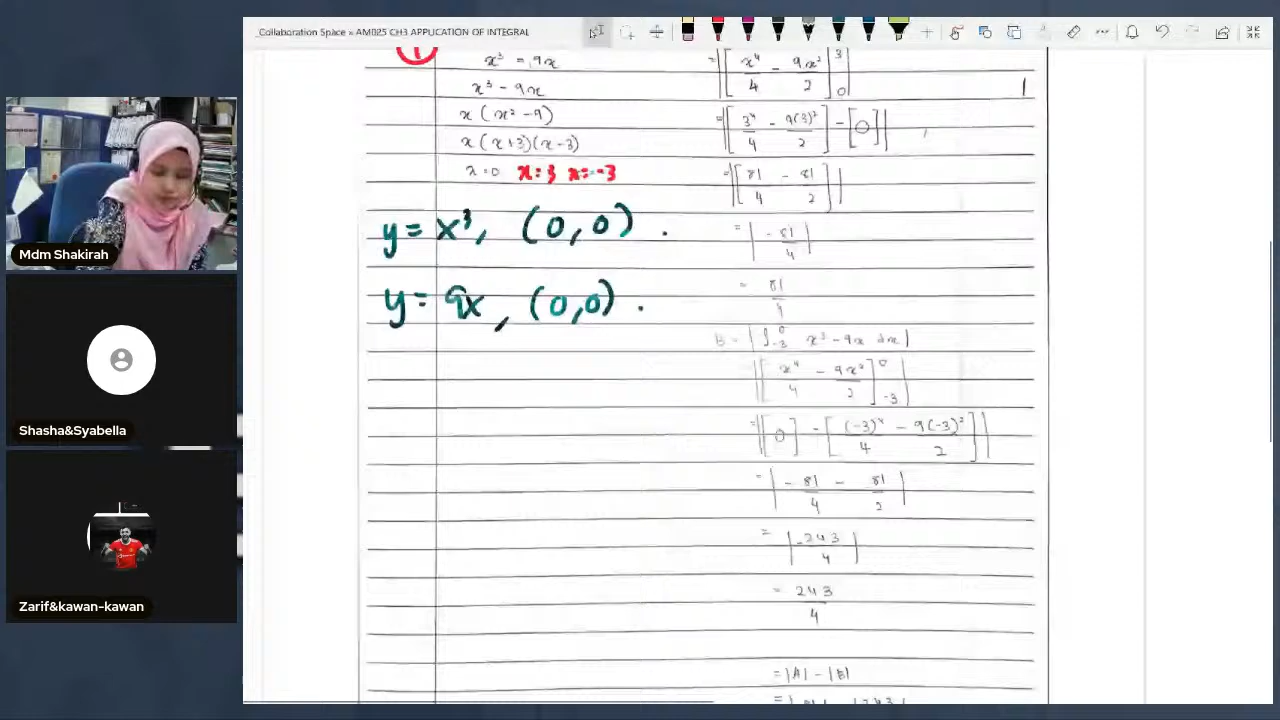 Collaboration Space » AM025 CH3 APPLICATION OF INTEGRAL
1
x³ = 9x
x³ - 9x
x (x² - 9)
x (x+3)(x-3)
x=0 x=3 x=-3
y = x³, (0,0).
y = 9x, (0,0).
=|[x⁴/4 - 9x²/2]³₀|
=|[3⁴/4 - 9(3)²/2] - [0]|
=|[81/4 - 81/2]|
=|-81/4|
= 81/4
B = |∫₋₃⁰ x³ - 9x dx|
|[x⁴/4 - 9x²/2]⁰₋₃|
=|[0] - [(-3)⁴/4 - 9(-3)²/2]|
=|- 81/4 - 81/2|
=|-243/4|
= 243/4
=|A| - |B|
Mdm Shakirah
Shasha&Syabella
Zarif&kawan-kawan